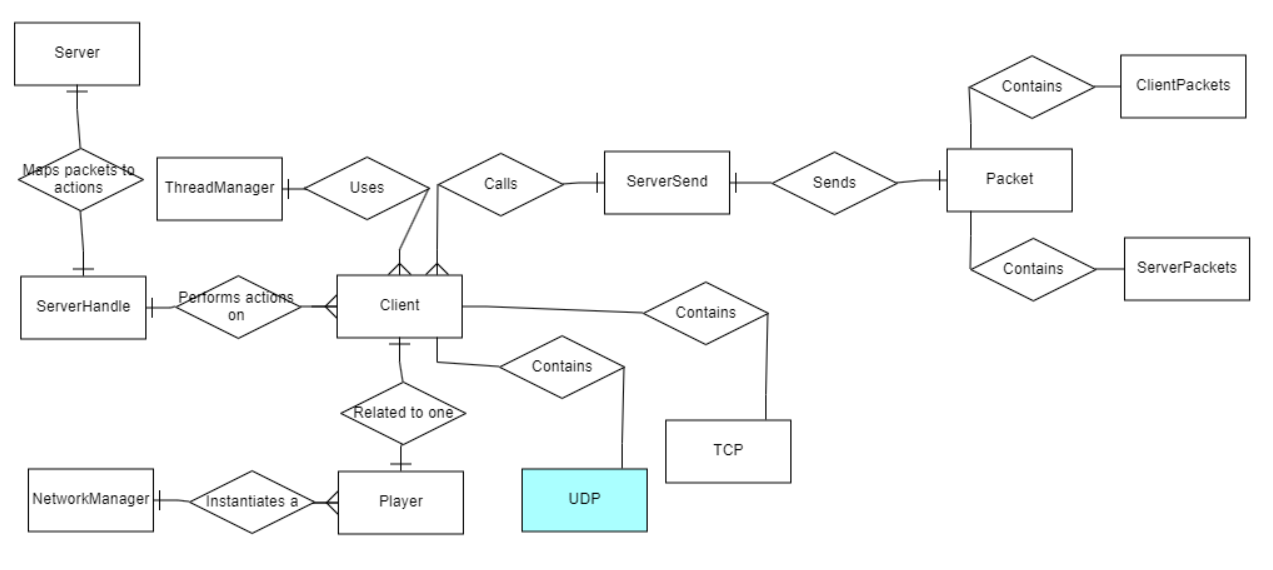 Server
Contains
ClientPackets
Maps packets to
actions
ThreadManager
Uses
Calls
ServerSend
Sends
Packet
Contains
ServerPackets
ServerHandle
Performs actions
on
Client
Contains
Contains
Related to one
TCP
NetworkManager
Instantiates a
Player
UDP